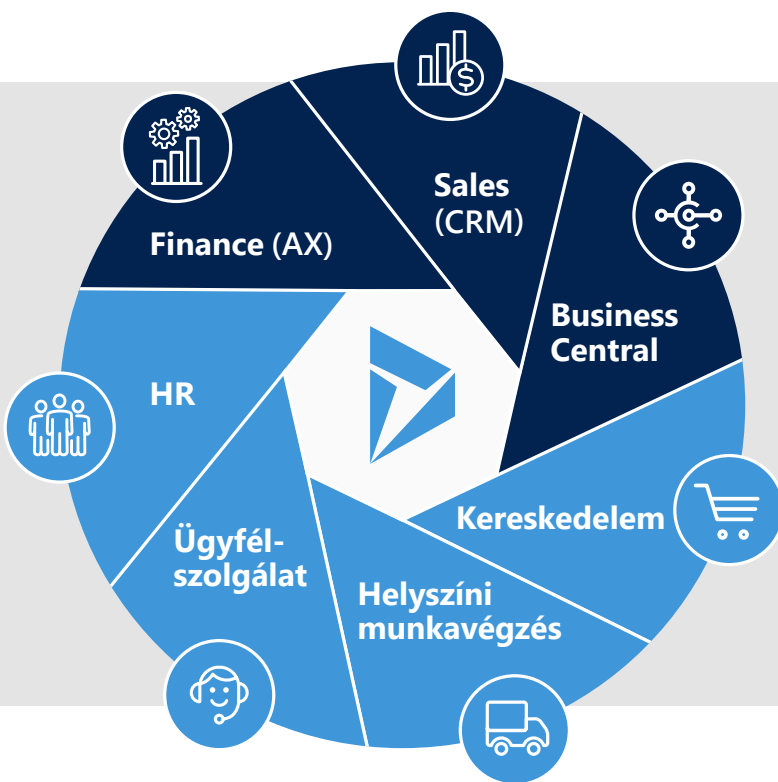 Sales
(CRM)
Finance (AX)
Business
Central
HR
Kereskedelem
Ügyfél-
szolgálat
Helyszíni
munkavégzés